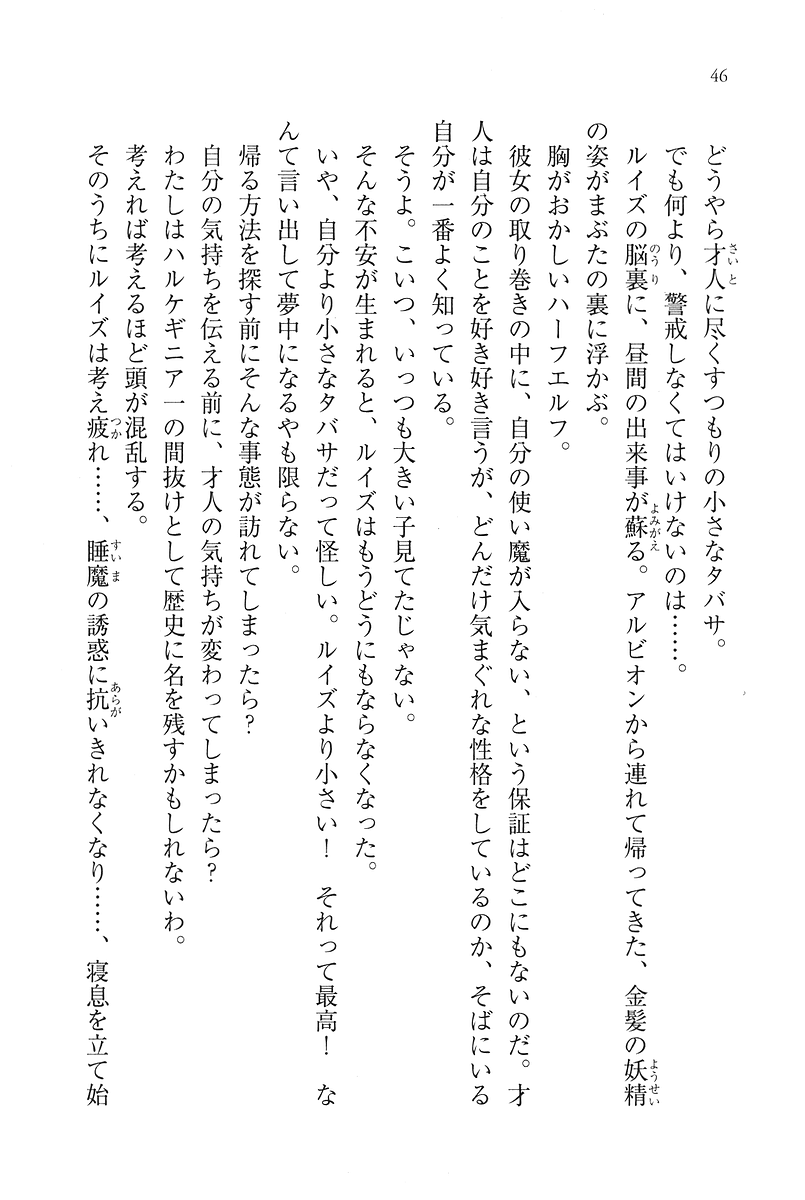 46
どうやら才人に尽くすつもりの小さなタバサ。
でも何より、警戒しなくてはいけないのは……。
ルイズの脳裏に、昼間の出来事が蘇る。アルビオンから連れて帰ってきた、金髪の妖精
の姿がまぶたの裏に浮かぶ。
胸がおかしいハーフエルフ。
彼女の取り巻きの中に、自分の使い魔が入らない、という保証はどこにもないのだ。才
人は自分のことを好き好き言うが、どんだけ気まぐれな性格をしているのか、そばにいる
自分が一番よく知っている。
そうよ。こいつ、いっつも大きい子見てたじゃない。
そんな不安が生まれると、ルイズはもうどうにもならなくなった。
いや、自分より小さなタバサだって怪しい。ルイズより小さい！　それって最高！　な
んて言い出して夢中になるやも限らない。
帰る方法を探す前にそんな事態が訪れてしまったら？
自分の気持ちを伝える前に、才人の気持ちが変わってしまったら？
わたしはハルケギニア一の間抜けとして歴史に名を残すかもしれないわ。
考えれば考えるほど頭が混乱する。
そのうちにルイズは考え疲れ……、睡魔の誘惑に抗いきれなくなり……、寝息を立て始